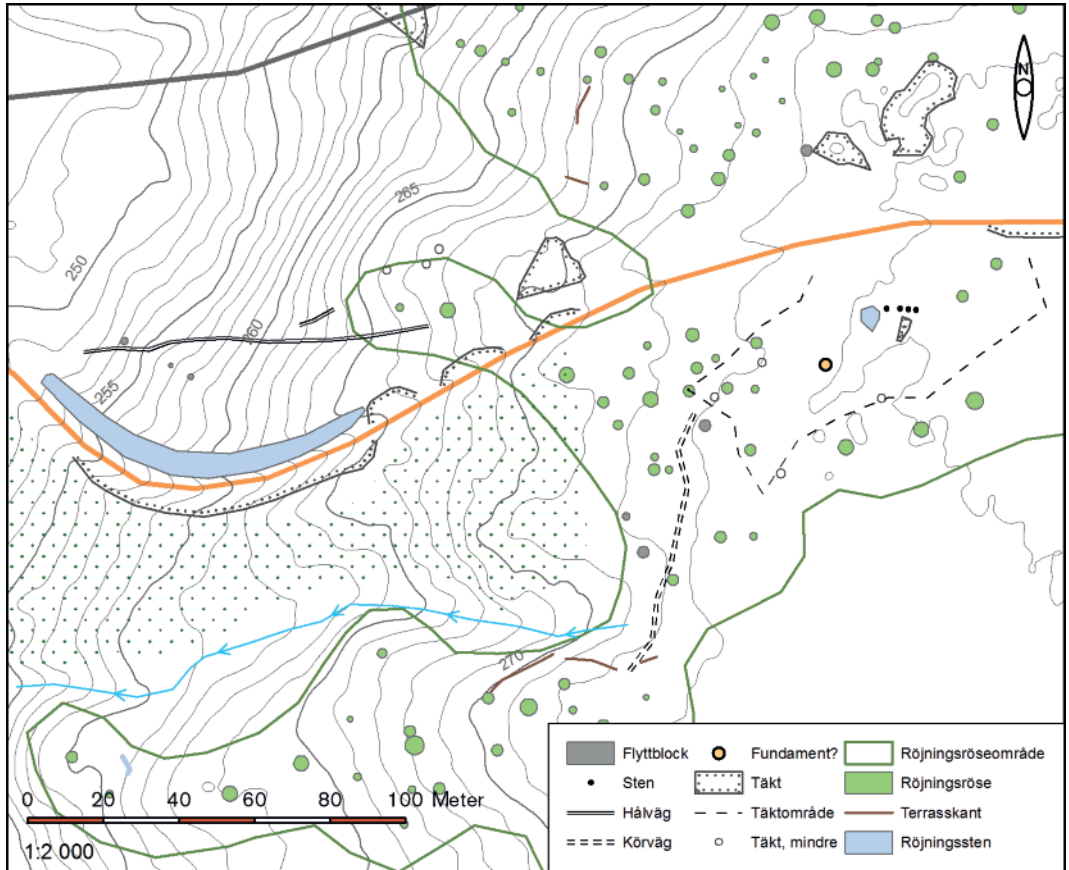 N
265
250
260
255
270
0 20 40 60 80 100 Meter
1:2 000
Flyttblock
Sten
Hålväg
Körväg
Fundament?
Täkt
Täktområde
Täkt, mindre
Röjningsröseområde
Röjningsröse
Terrasskant
Röjningssten